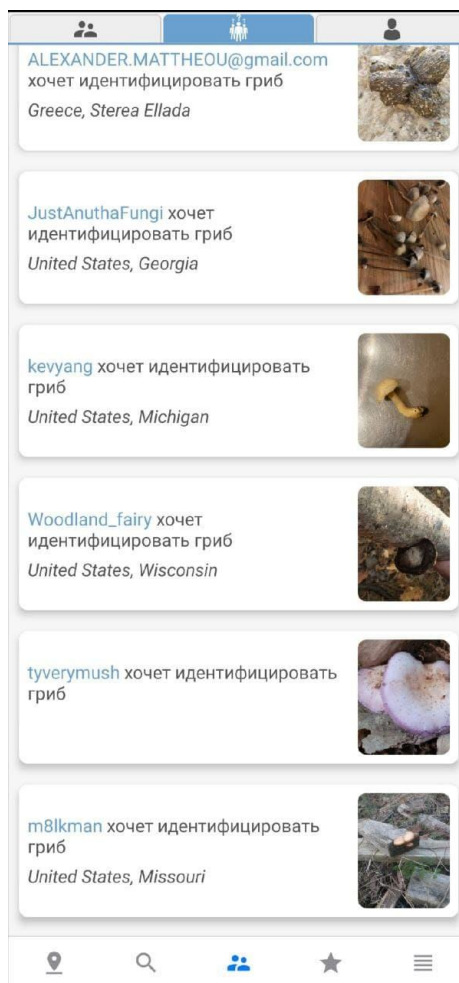 ALEXANDER.MATTHEOU@gmail.com
хочет идентифицировать гриб
Greece, Sterea Ellada
JustAnuthaFungi хочет
идентифицировать гриб
United States, Georgia
kevyang хочет идентифицировать
гриб
United States, Michigan
Woodland_fairy хочет
идентифицировать гриб
United States, Wisconsin
tyverymush хочет идентифицировать
гриб
m8lkman хочет идентифицировать
гриб
United States, Missouri